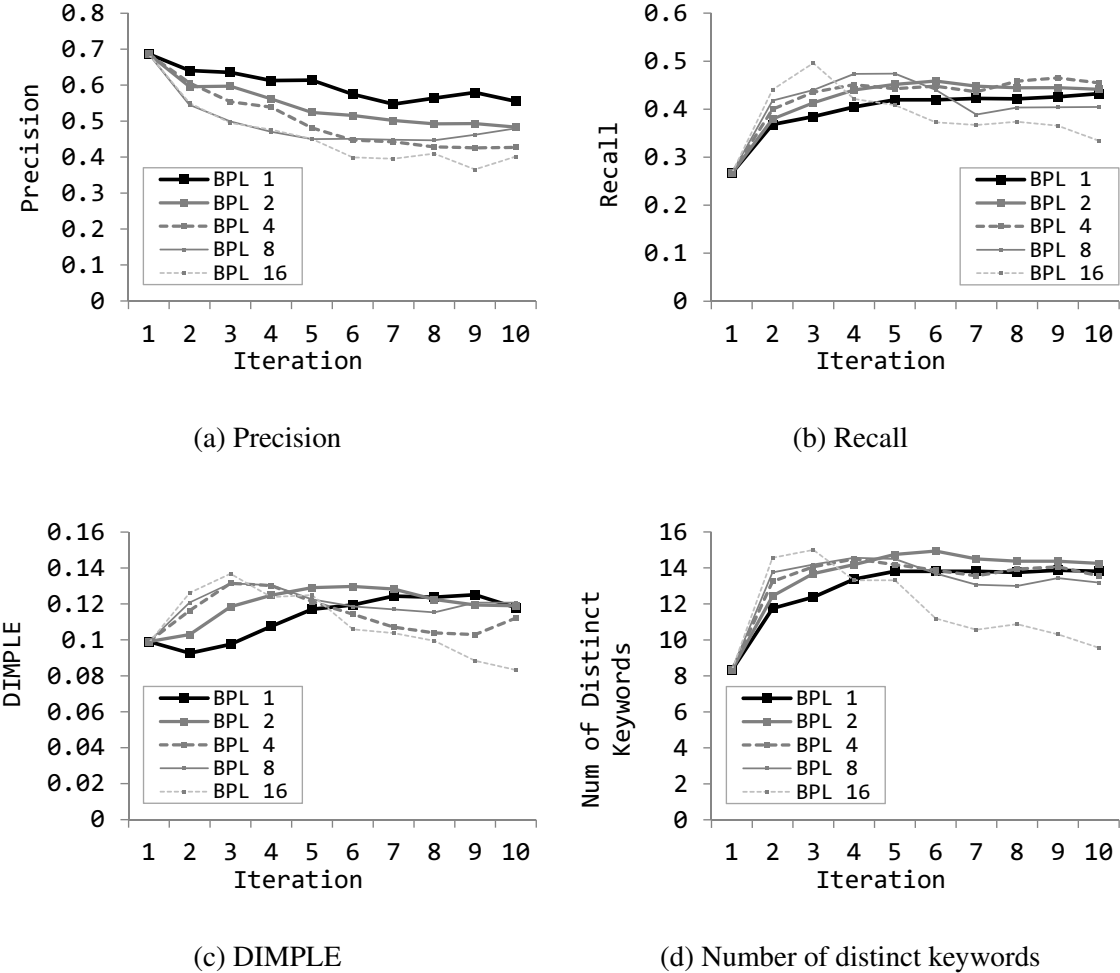 0.8
0.7
0.6
0.5
0.4
0.3
0.2
0.1
0
Precision
BPL 1
BPL 2
BPL 4
BPL 8
BPL 16
1 2 3 4 5 6 7 8 9 10
Iteration
(a) Precision
0.6
0.5
0.4
0.3
0.2
0.1
0
Recall
BPL 1
BPL 2
BPL 4
BPL 8
BPL 16
1 2 3 4 5 6 7 8 9 10
Iteration
(b) Recall
0.16
0.14
0.12
0.1
0.08
0.06
0.04
0.02
0
DIMPLE
BPL 1
BPL 2
BPL 4
BPL 8
BPL 16
1 2 3 4 5 6 7 8 9 10
Iteration
(c) DIMPLE
16
14
12
10
8
6
4
2
0
Num of Distinct
Keywords
BPL 1
BPL 2
BPL 4
BPL 8
BPL 16
1 2 3 4 5 6 7 8 9 10
Iteration
(d) Number of distinct keywords